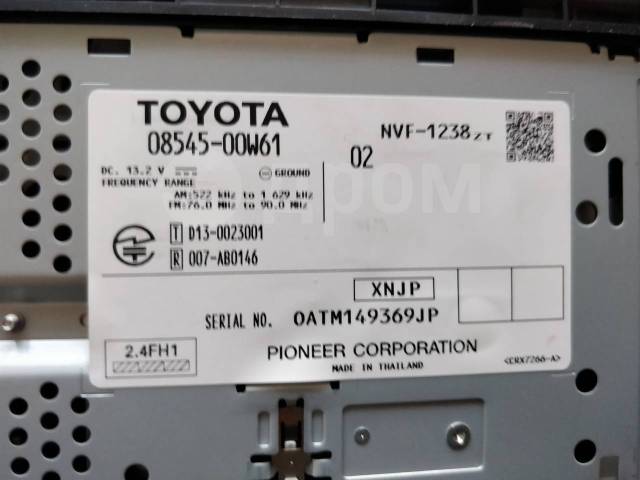 TOYOTA
08545-00W61
NVF-1238ZT
02
DC. 13.2 V
GROUND
FREQUENCY RANGE
AM:522 kHz to 1 629 kHz
FM:76.0 MHz to 90.0 MHz
T D13-0023001
R 007-AB0146
XNJP
SERIAL NO. 0ATM149369JP
2.4FH1
PIONEER CORPORATION
MADE IN THAILAND
<CRX7266-A>
Дром